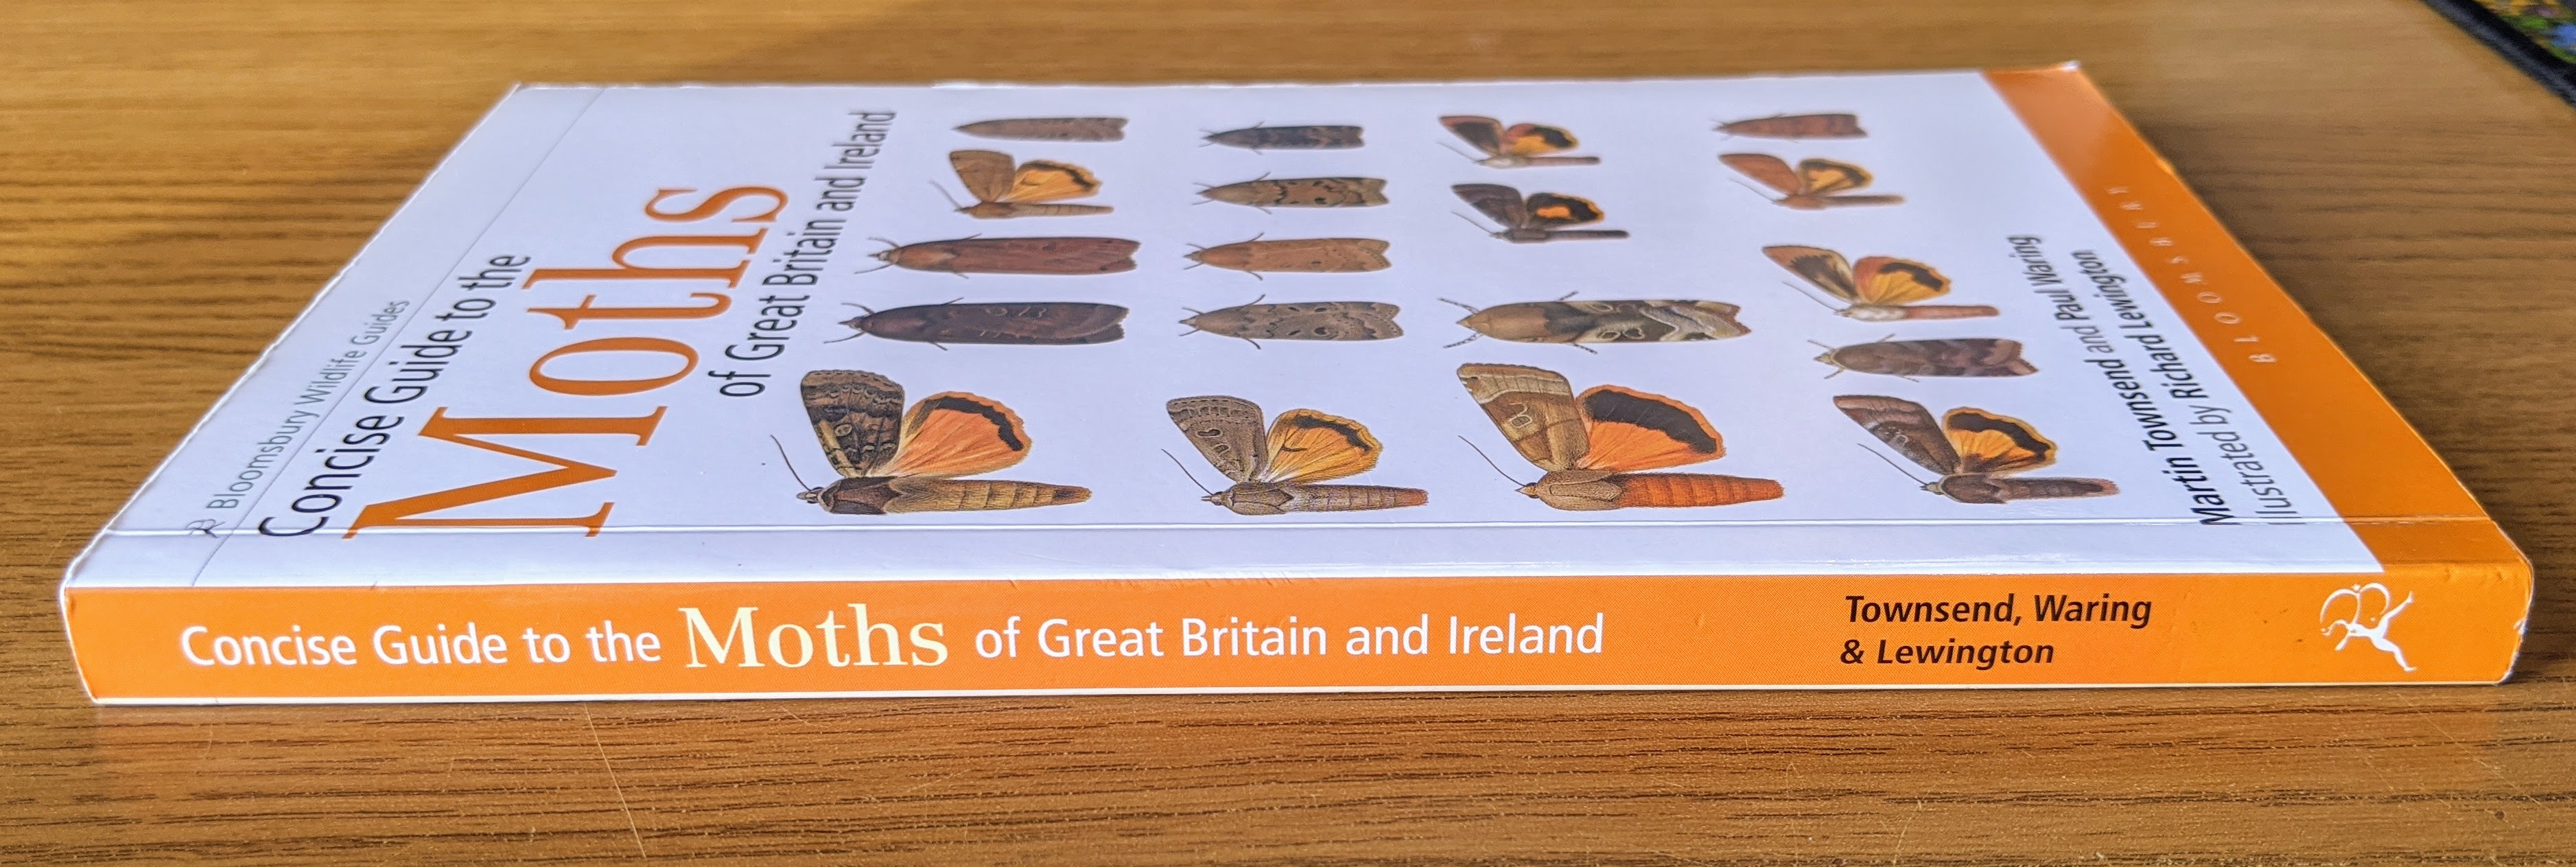 Bloomsbury Wildlife Guides
Concise Guide to the
Moths
of Great Britain and Ireland
Martin Townsend and Paul Waring
Illustrated by Richard Lewington
BLOOMSBURY
Concise Guide to the Moths of Great Britain and Ireland
Townsend, Waring
& Lewington